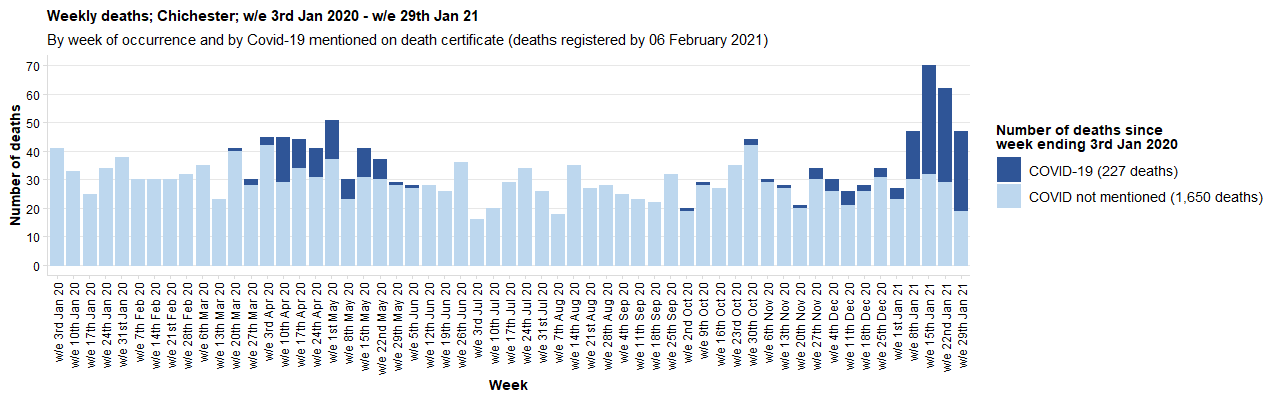 Weekly deaths; Chichester; w/e 3rd Jan 2020 - w/e 29th Jan 21
By week of occurrence and by Covid-19 mentioned on death certificate (deaths registered by 06 February 2021)
Number of deaths
70
60
50
40
30
20
10
0
w/e 3rd Jan 20
w/e 10th Jan 20
w/e 17th Jan 20
w/e 24th Jan 20
w/e 31st Jan 20
w/e 7th Feb 20
w/e 14th Feb 20
w/e 21st Feb 20
w/e 28th Feb 20
w/e 6th Mar 20
w/e 13th Mar 20
w/e 20th Mar 20
w/e 27th Mar 20
w/e 3rd Apr 20
w/e 10th Apr 20
w/e 17th Apr 20
w/e 24th Apr 20
w/e 1st May 20
w/e 8th May 20
w/e 15th May 20
w/e 22nd May 20
w/e 29th May 20
w/e 5th Jun 20
w/e 12th Jun 20
w/e 19th Jun 20
w/e 26th Jun 20
w/e 3rd Jul 20
w/e 10th Jul 20
w/e 17th Jul 20
w/e 24th Jul 20
w/e 31st Jul 20
w/e 7th Aug 20
w/e 14th Aug 20
w/e 21st Aug 20
w/e 28th Aug 20
w/e 4th Sep 20
w/e 11th Sep 20
w/e 18th Sep 20
w/e 25th Sep 20
w/e 2nd Oct 20
w/e 9th Oct 20
w/e 16th Oct 20
w/e 23rd Oct 20
w/e 30th Oct 20
w/e 6th Nov 20
w/e 13th Nov 20
w/e 20th Nov 20
w/e 27th Nov 20
w/e 4th Dec 20
w/e 11th Dec 20
w/e 18th Dec 20
w/e 25th Dec 20
w/e 1st Jan 21
w/e 8th Jan 21
w/e 15th Jan 21
w/e 22nd Jan 21
w/e 29th Jan 21
Week
Number of deaths since
week ending 3rd Jan 2020
COVID-19 (227 deaths)
COVID not mentioned (1,650 deaths)